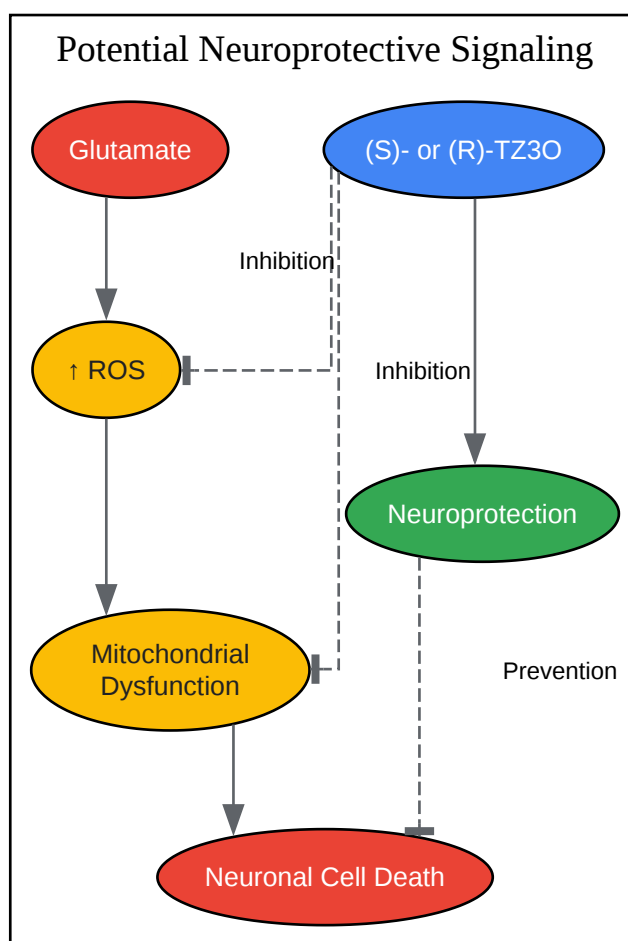 Potential Neuroprotective Signaling
Glutamate
(S)- or (R)-TZ3O
Inhibition
↑ ROS
Inhibition
Neuroprotection
Mitochondrial
Dysfunction
Prevention
Neuronal Cell Death